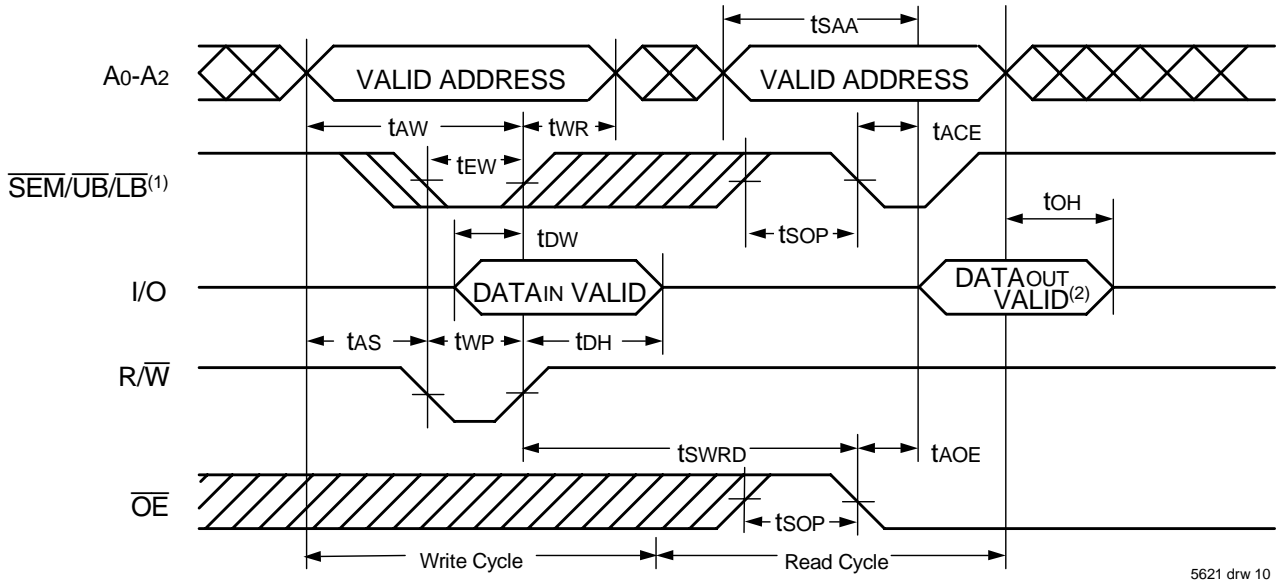 tSAA
A0-A2
VALID ADDRESS
VALID ADDRESS
tAW
tWR
tACE
tEW
SEM/UB/LB(1)
tOH
tDW
tSOP
I/O
DATAIN VALID
DATAOUT
VALID(2)
tAS
tWP
tDH
R/W
tSWRD
tAOE
OE
tSOP
Write Cycle
Read Cycle
5621 drw 10